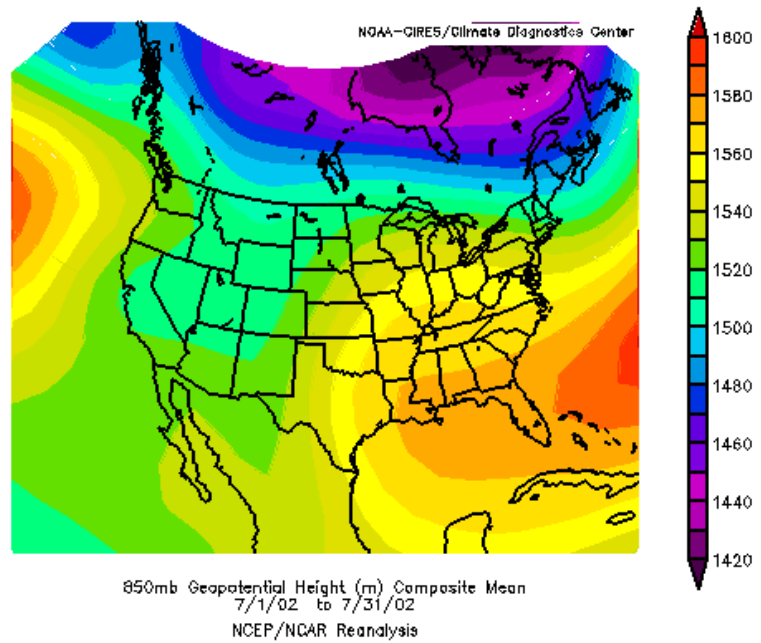 NOAA-CIRES/Climate Diagnostics Center
1600
1580
1560
1540
1520
1500
1480
1460
1440
1420
850mb Geopotential Height (m) Composite Mean
7/1/02 to 7/31/02
NCEP/NCAR Reanalysis